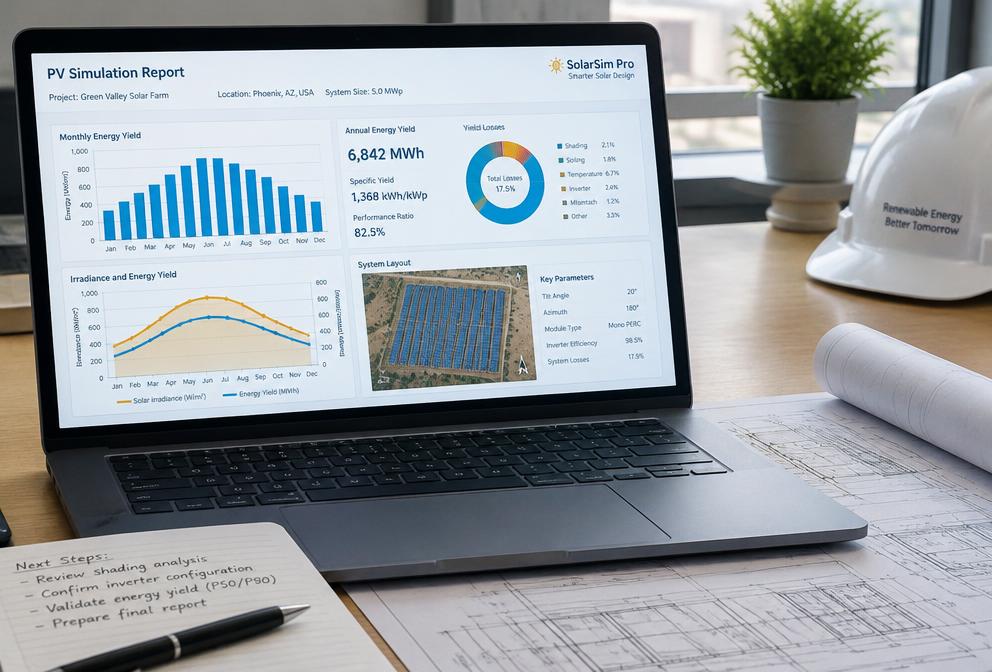 PV Simulation Report
SolarSim Pro
Smarter Solar Design
Project: Green Valley Solar Farm
Location: Phoenix, AZ, USA
System Size: 5.0 MWp
Monthly Energy Yield
1,000
800
600
400
200
0
Jan Feb Mar Apr May Jun Jul Aug Sep Oct Nov Dec
Annual Energy Yield
6,842 MWh
Specific Yield
1,368 kWh/kWp
Performance Ratio
82.5%
Yield Losses
Total Losses
17.5%
Shading 2.1%
Soiling 1.8%
Temperature 6.7%
Inverter
1.2%
Other 3.3%
Irradiance and Energy Yield
1,000
800
600
400
200
0
800
600
400
200
0
Jan Feb Mar Apr May Jun Jul Aug Sep Oct Nov Dec
Solar Irradiance (W/m²)
Energy Yield (MWh)
System Layout
Key Parameters
Tilt Angle 20°
Azimuth 180°
Module Type Mono PERC
Inverter Efficiency 98.5%
System Losses 17.5%
Renewable Energy
Better Tomorrow
Next Steps:
- Review shading analysis
- Confirm inverter configuration
- Validate energy yield (P50/P90)
- Prepare final report